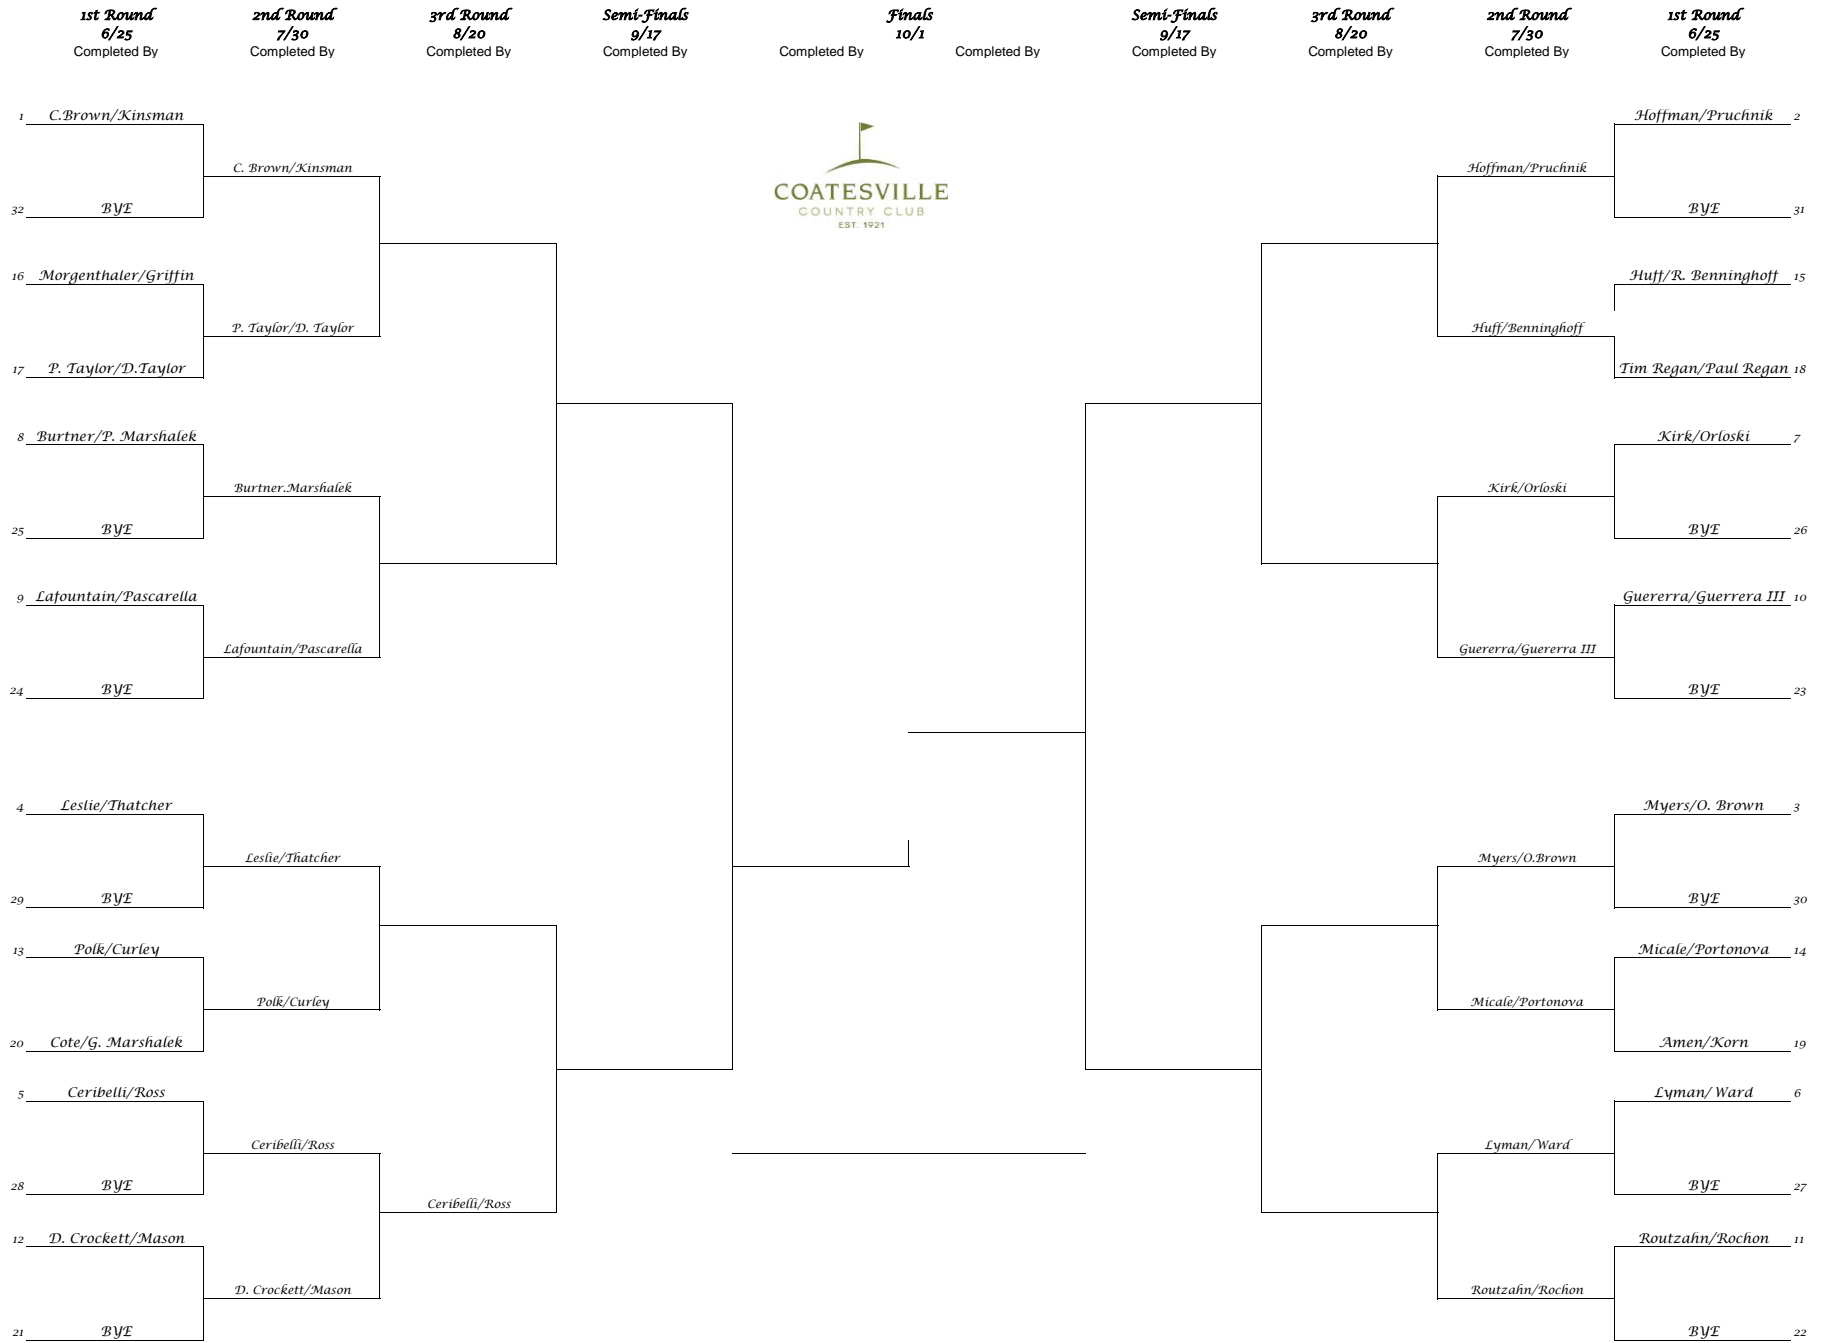 1st Round 2nd Round 3rd Round Semi-Finals Finals Semi-Finals 3rd Round 2nd Round 1st Round
6/25 7/30 8/20 9/17 10/1 9/17 8/20 7/30 6/25
Completed By Completed By Completed By Completed By Completed By Completed By Completed By Completed By Completed By Completed By
1 C.Brown/Kinsman Hoffman/Pruchnik 2
C. Brown/Kinsman Hoffman/Pruchnik
COATESVILLE
32 BYE COUNTRY CLUB BYE 31
EST. 1921
16 Morgenthaler/Griffin Huff/R. Benninghoff 15
P. Taylor/D. Taylor Huff/Benninghoff
17 P. Taylor/D.Taylor Tim Regan/Paul Regan 18
8 Burtner/P. Marshalek Kirk/Orloski 7
Burtner.Marshalek Kirk/Orloski
25 BYE BYE 26
9 Lafountain/Pascarella Guererra/Guerrera III 10
Lafountain/Pascarella Guererra/Guererra III
24 BYE BYE 23
4 Leslie/Thatcher Myers/O. Brown 3
Leslie/Thatcher Myers/O.Brown
29 BYE BYE 30
13 Polk/Curley Micale/Portonova 14
Polk/Curley Micale/Portonova
20 Cote/G. Marshalek Amen/Korn 19
5 Ceribelli/Ross Lyman/ Ward 6
Ceribelli/Ross Lyman/Ward
28 BYE BYE 27
Ceribelli/Ross
12 D. Crockett/Mason Routzahn/Rochon 11
D. Crockett/Mason Routzahn/Rochon
21 BYE BYE 22